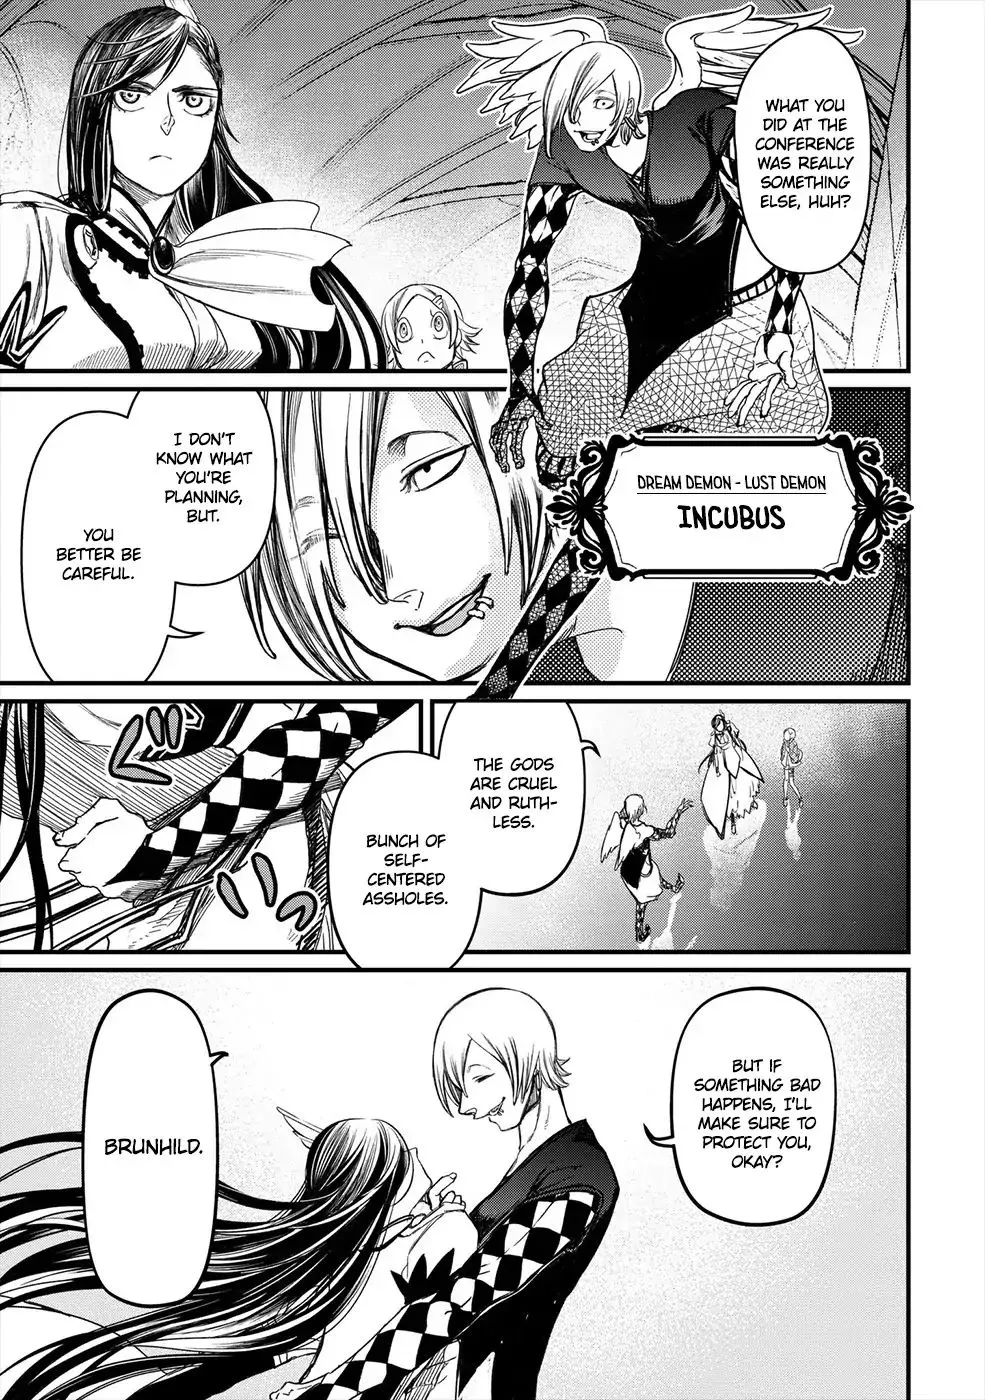 WHAT YOU
DID AT THE
CONFERENCE
WAS REALLY
SOMETHING
ELSE, HUH?
DREAM DEMON - LUST DEMON
INCUBUS
I DON'T
KNOW WHAT
YOU'RE
PLANNING,
BUT.
YOU
BETTER BE
CAREFUL.
THE GODS
ARE CRUEL
AND RUTH-
LESS.
BUNCH OF
SELF-
CENTERED
ASSHOLES.
BUT IF
SOMETHING BAD
HAPPENS, I'LL
MAKE SURE TO
PROTECT YOU,
OKAY?
BRUNHILD.